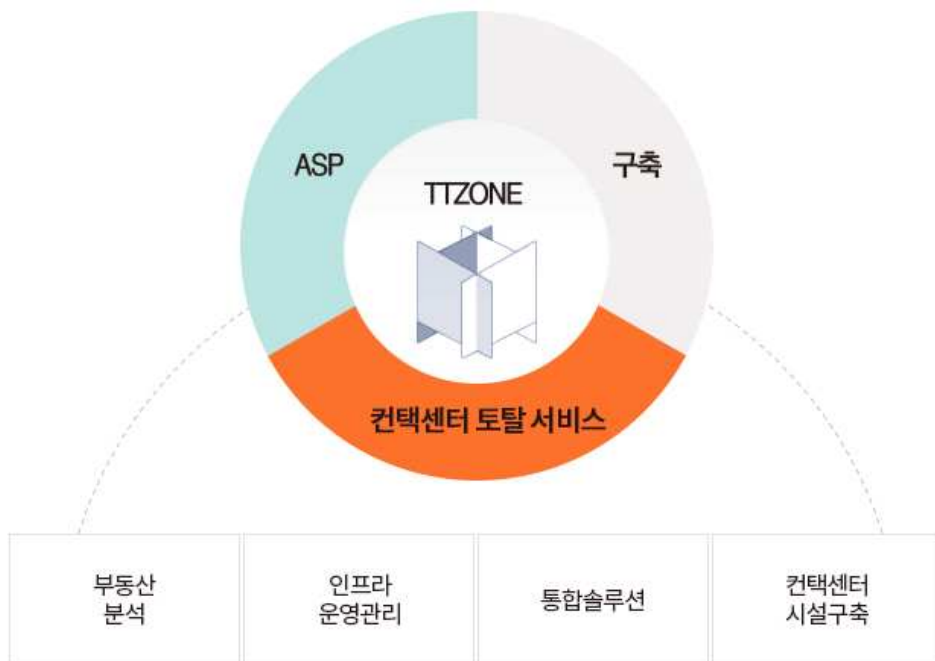 ASP
구축
TTZONE
컨택센터 토탈 서비스
부동산
분석
인프라
운영관리
통합솔루션
컨택센터
시설구축